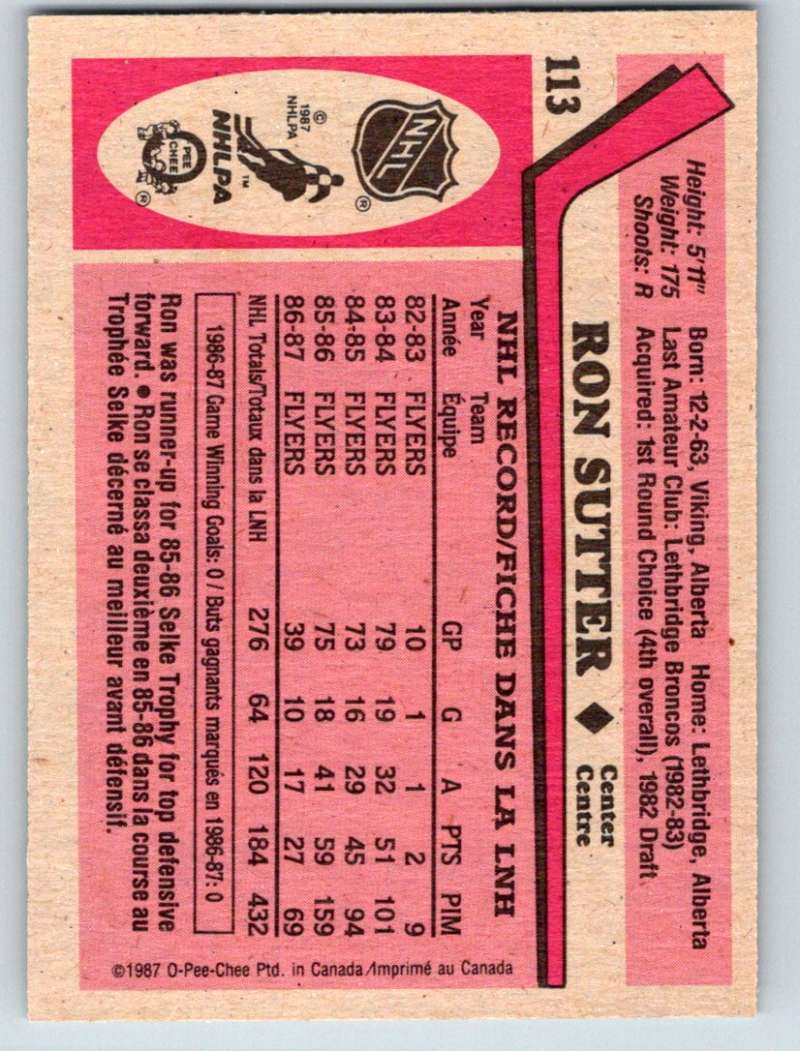 113
Height: 5'11" Born: 12-2-63, Viking, Alberta Home: Lethbridge, Alberta
Weight: 175 Last Amateur Club: Lethbridge Broncos (1982-83)
Shoots: R Acquired: 1st Round Choice (4th overall), 1982 Draft
RON SUTTER ◆ Center
Centre
NHL
®
TM
NHLPA
©
1987
NHLPA
O
PEE
CHEE
®
NHL RECORD/FICHE DANS LA LNH
Year Team
Année Équipe GP G A PTS PIM
82-83 FLYERS 10 1 1 2 9
83-84 FLYERS 79 19 32 51 101
84-85 FLYERS 73 16 29 45 94
85-86 FLYERS 75 18 41 59 159
86-87 FLYERS 39 10 17 27 69
NHL Totals/Totaux dans la LNH 276 64 120 184 432
1986-87 Game Winning Goals: 0 / Buts gagnants marqués en 1986-87: 0
Ron was runner-up for 85-86 Selke Trophy for top defensive
forward. ● Ron se classa deuxième en 85-86 dans la course au
Trophée Selke décerné au meilleur avant défensif.
©1987 O-Pee-Chee Ptd. in Canada/Imprimé au Canada